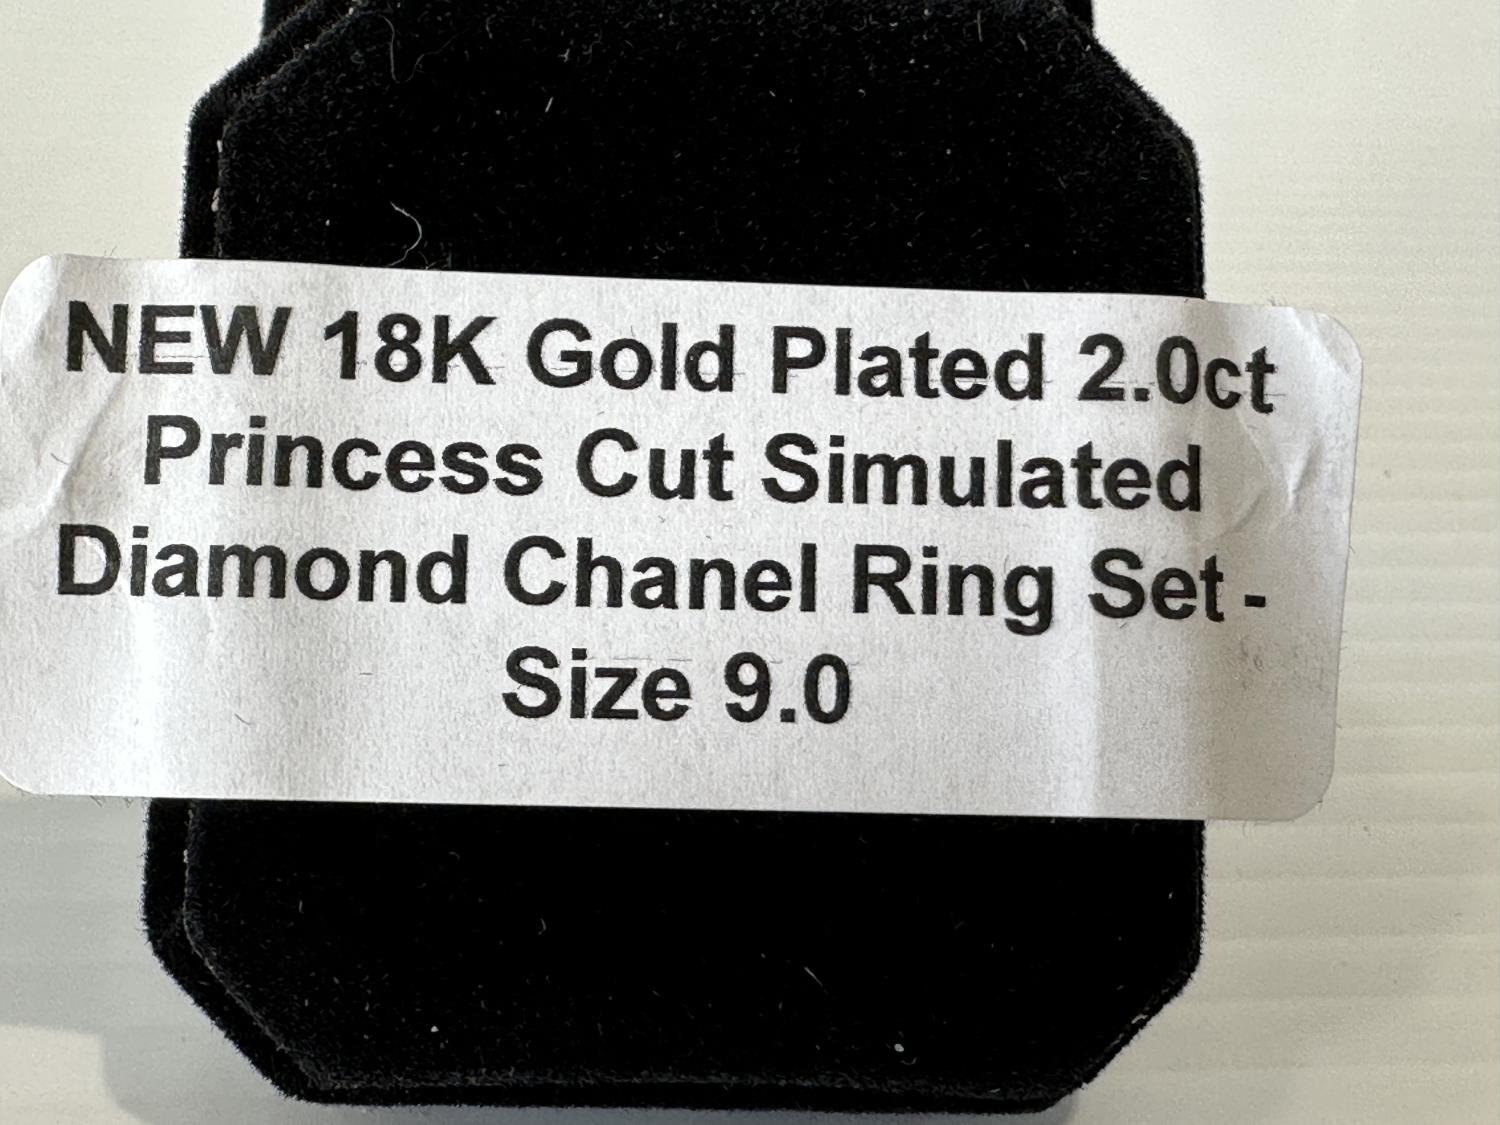 NEW 18K Gold Plated 2.0ct
Princess Cut Simulated
Diamond Chanel Ring Set -
Size 9.0